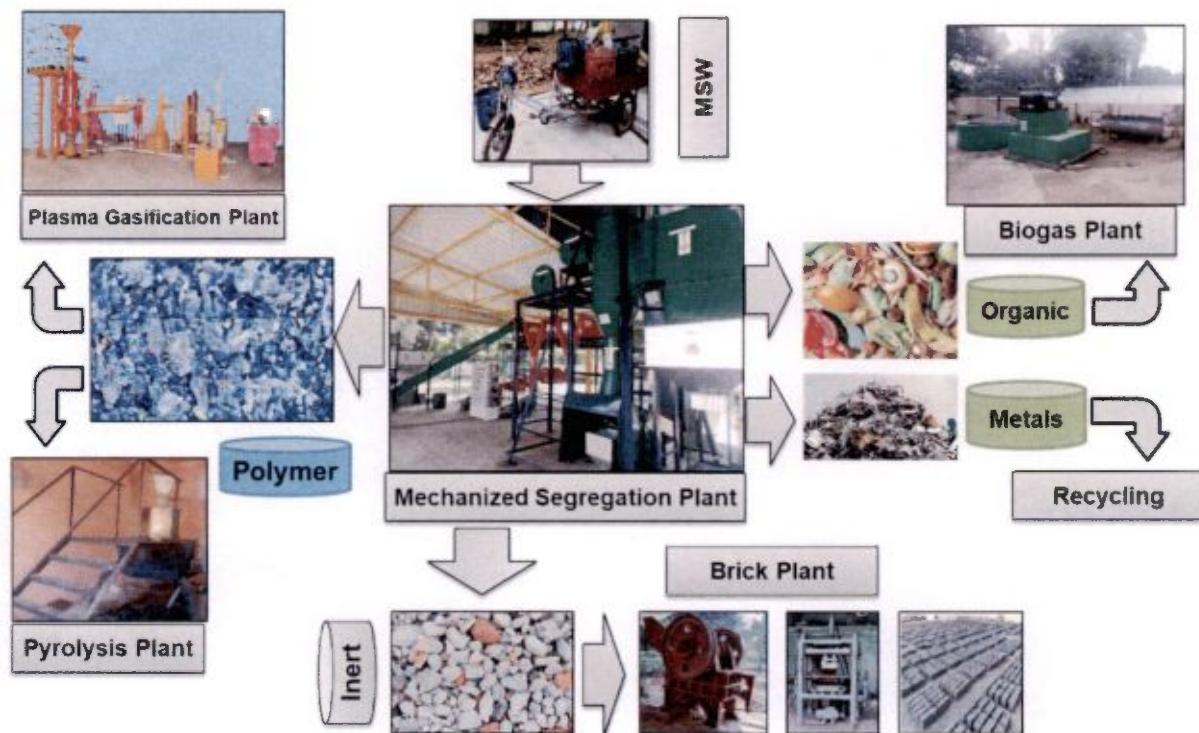 MSW
Plasma Gasification Plant
Biogas Plant
Organic
Metals
Polymer
Mechanized Segregation Plant
Recycling
Brick Plant
Pyrolysis Plant
Inert